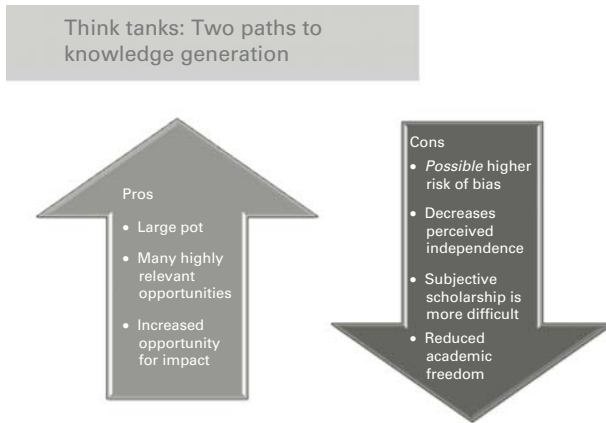 Think tanks: Two paths to
knowledge generation
Pros
• Large pot
• Many highly
relevant
opportunities
• Increased
opportunity
for impact
Cons
• Possible higher
risk of bias
• Decreases
perceived
independence
• Subjective
scholarship is
more difficult
• Reduced
academic
freedom